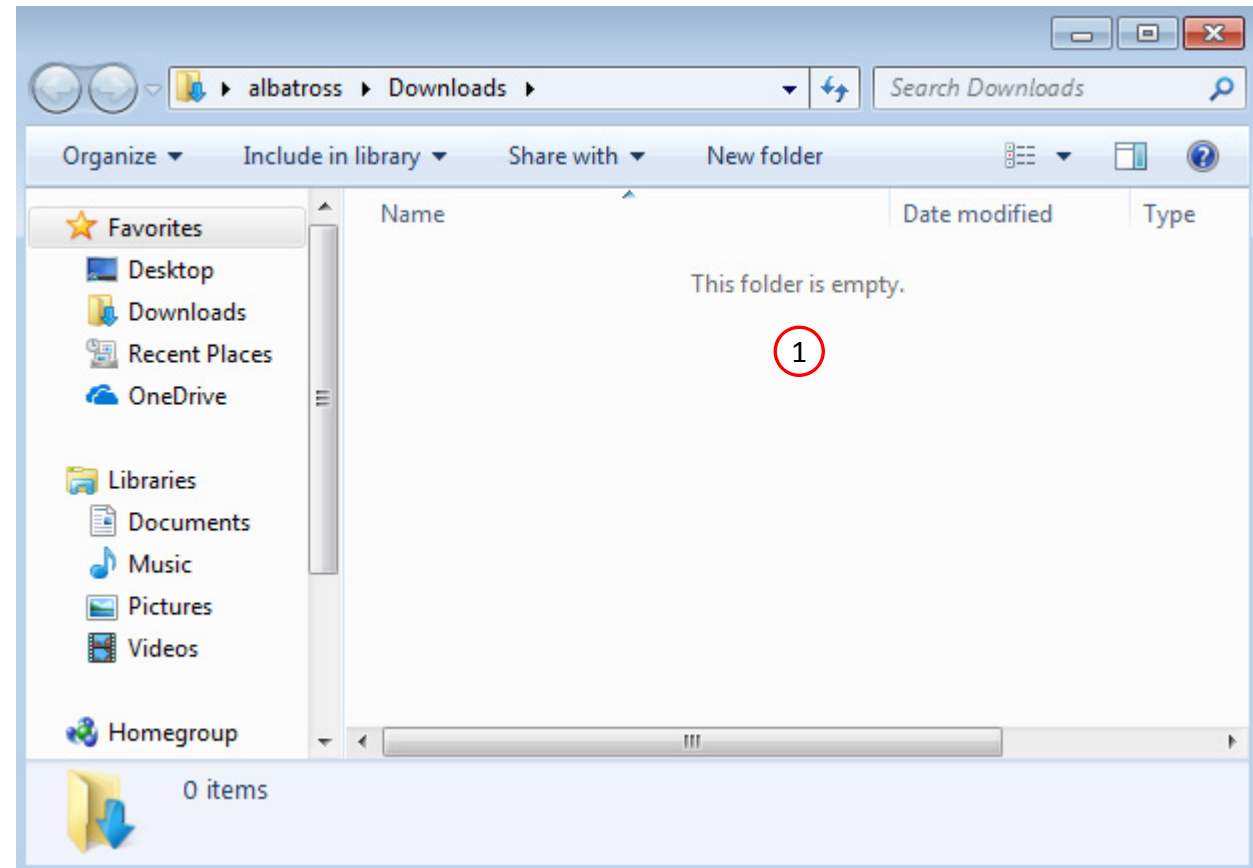 albatross Downloads Search Downloads
Organize Include in library Share with New folder
Name Date modified Type
This folder is empty.
1
Favorites
Desktop
Downloads
Recent Places
OneDrive
Libraries
Documents
Music
Pictures
Videos
Homegroup
0 items